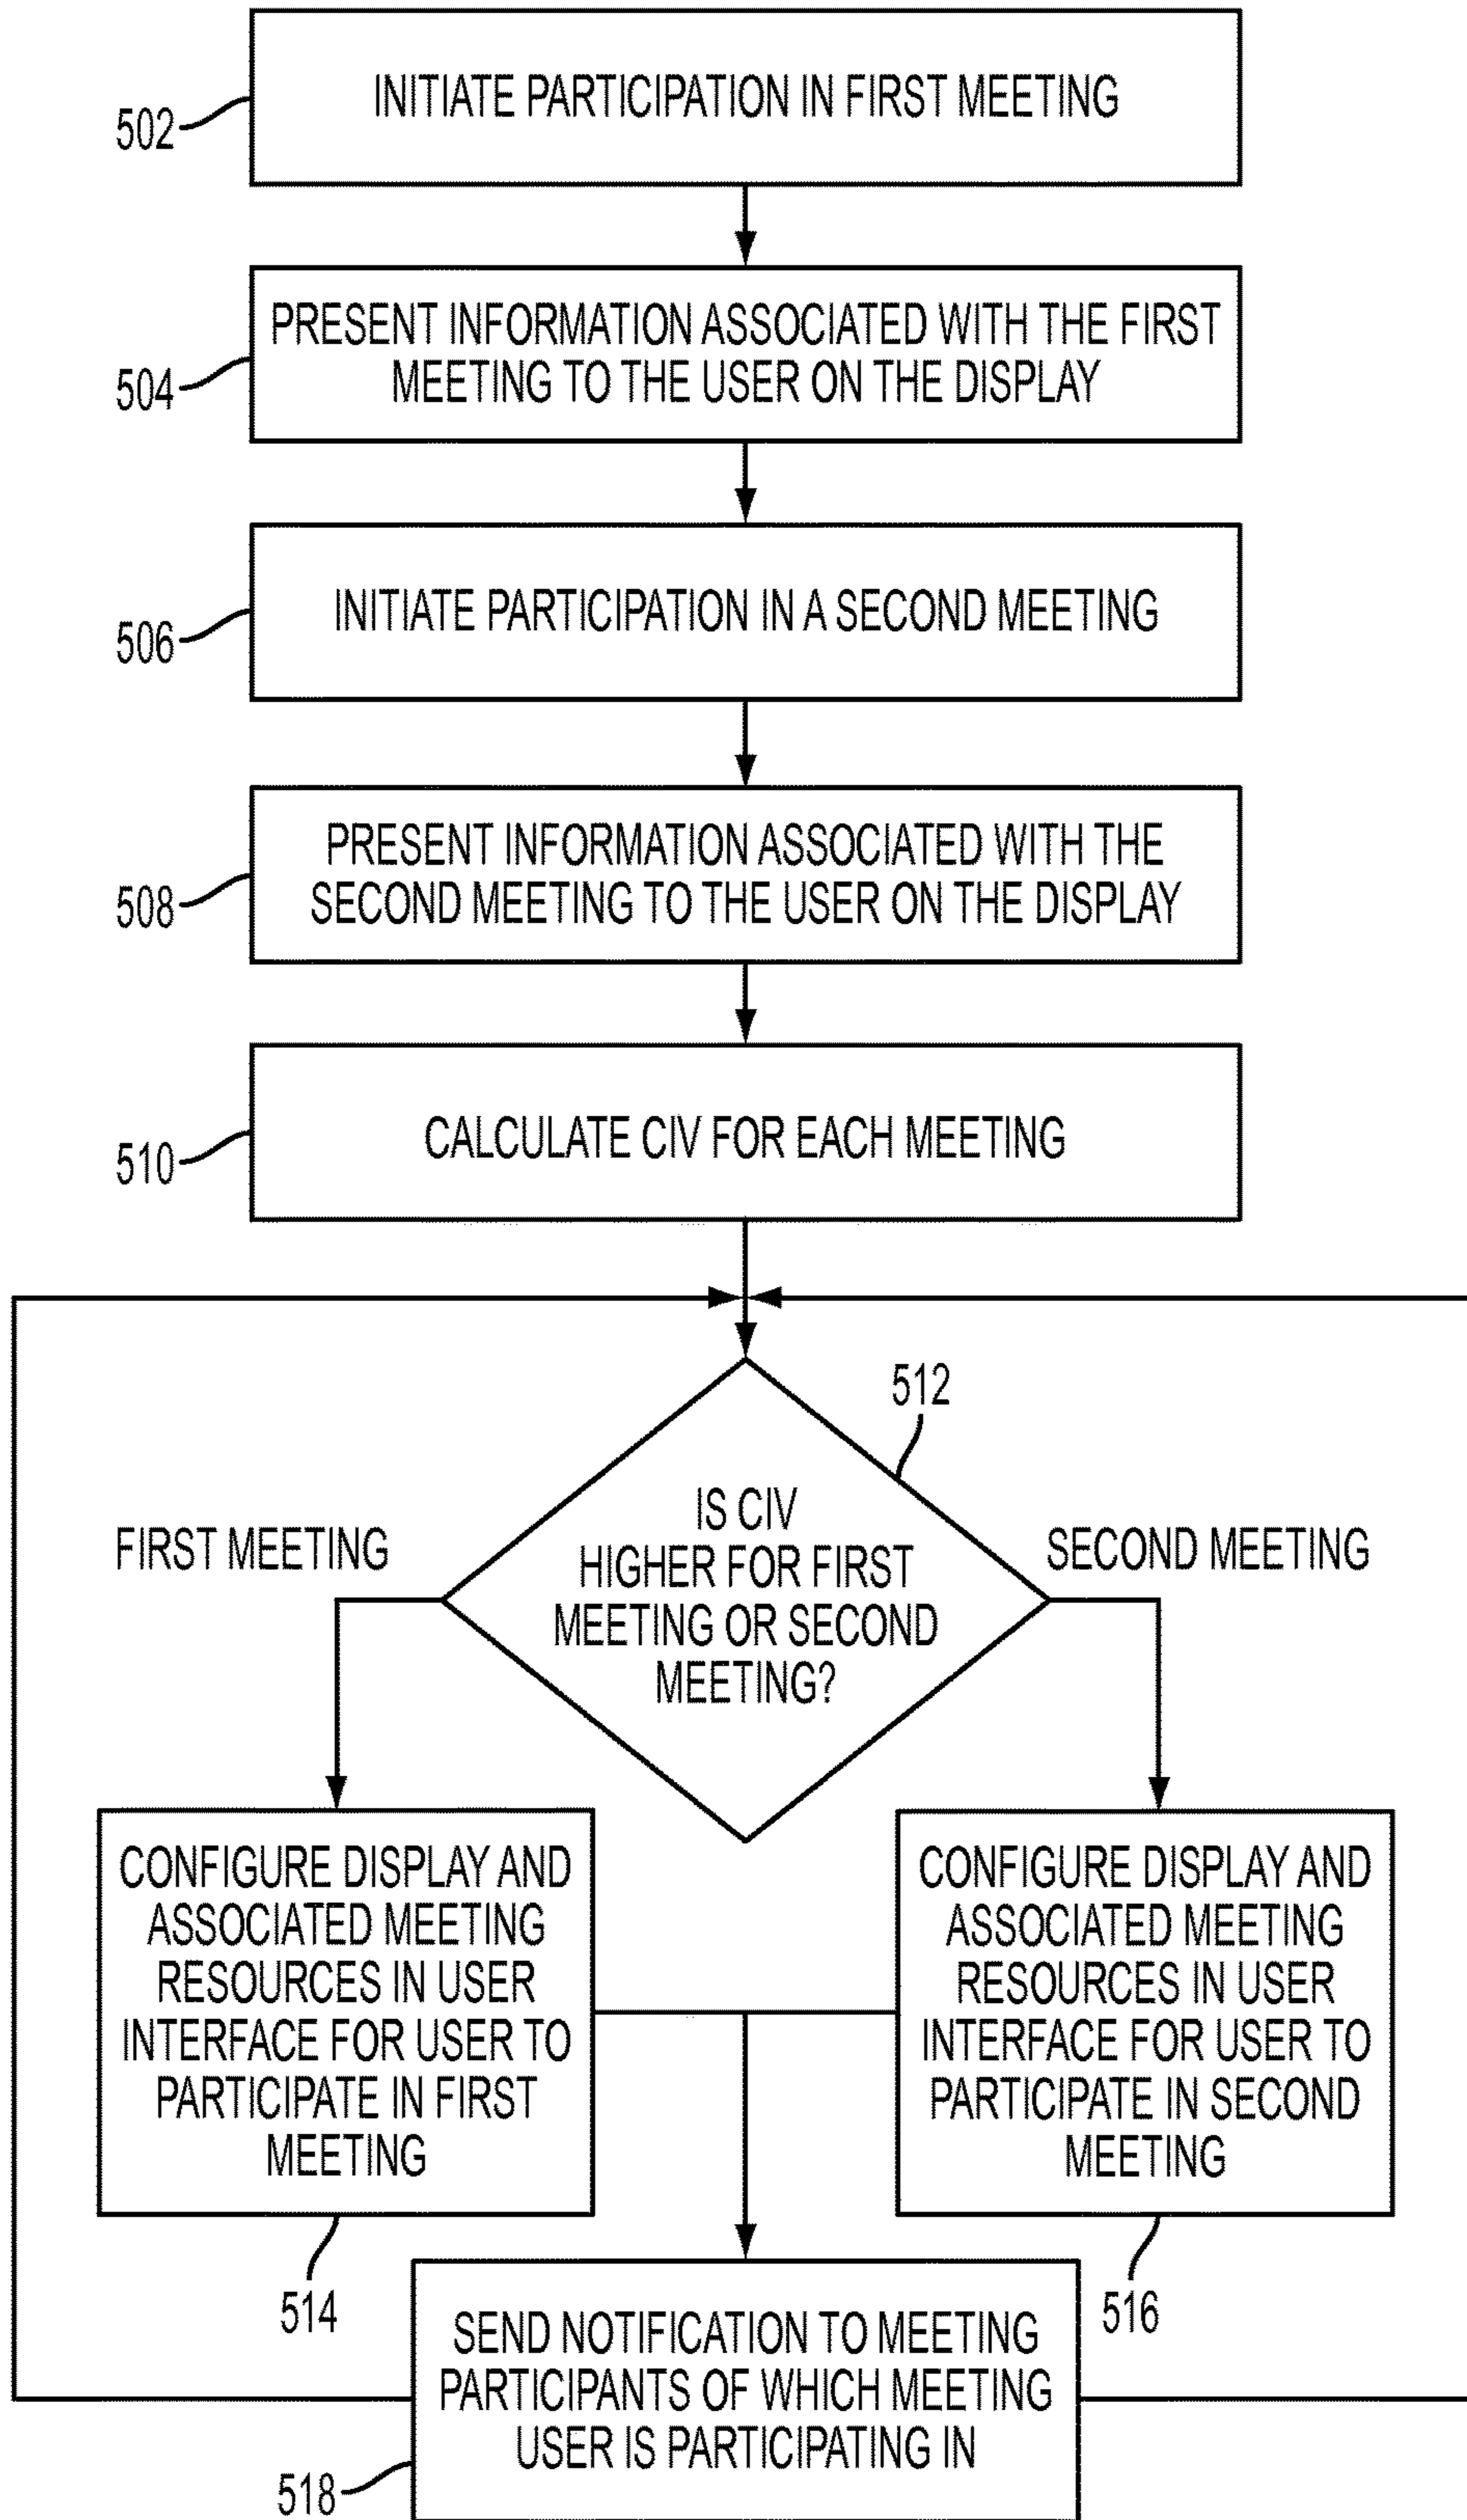 INITIATE PARTICIPATION IN FIRST MEETING
502
PRESENT INFORMATION ASSOCIATED WITH THE FIRST
MEETING TO THE USER ON THE DISPLAY
504
INITIATE PARTICIPATION IN A SECOND MEETING
506
PRESENT INFORMATION ASSOCIATED WITH THE
SECOND MEETING TO THE USER ON THE DISPLAY
508
CALCULATE CIV FOR EACH MEETING
510
512
IS CIV
HIGHER FOR FIRST
MEETING OR SECOND
MEETING?
FIRST MEETING
SECOND MEETING
CONFIGURE DISPLAY AND
ASSOCIATED MEETING
RESOURCES IN USER
INTERFACE FOR USER TO
PARTICIPATE IN FIRST
MEETING
514
CONFIGURE DISPLAY AND
ASSOCIATED MEETING
RESOURCES IN USER
INTERFACE FOR USER TO
PARTICIPATE IN SECOND
MEETING
516
SEND NOTIFICATION TO MEETING
PARTICIPANTS OF WHICH MEETING
USER IS PARTICIPATING IN
518